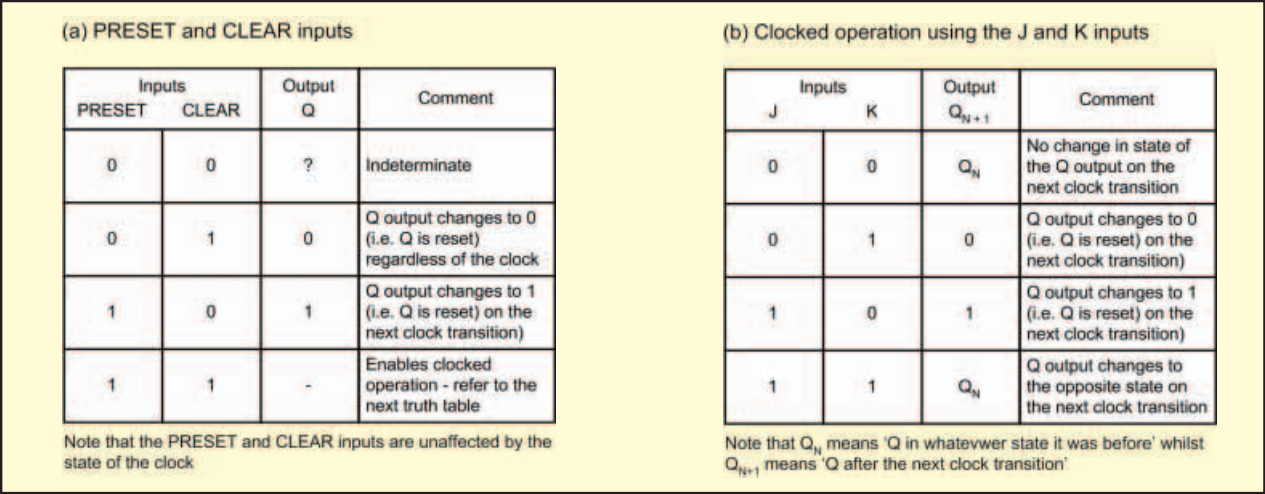 (a) PRESET and CLEAR inputs
Inputs
PRESET CLEAR
Output
Q
Comment
0 0 ? Indeterminate
0 1 0
Q output changes to 0
(i.e. Q is reset)
regardless of the clock
1 0 1
Q output changes to 1
(i.e. Q is reset) on the
next clock transition)
1 1 -
Enables clocked
operation - refer to the
next truth table
Note that the PRESET and CLEAR inputs are unaffected by the
state of the clock
(b) Clocked operation using the J and K inputs
Inputs
J K
Output
QN + 1
Comment
0 0 QN
No change in state of
the Q output on the
next clock transition
0 1 0
Q output changes to 0
(i.e. Q is reset) on the
next clock transition)
1 0 1
Q output changes to 1
(i.e. Q is reset) on the
next clock transition)
1 1 QN
Q output changes to
the opposite state on
the next clock transition
Note that QN means ‘Q in whatevwer state it was before’ whilst
QN+1 means ‘Q after the next clock transition’